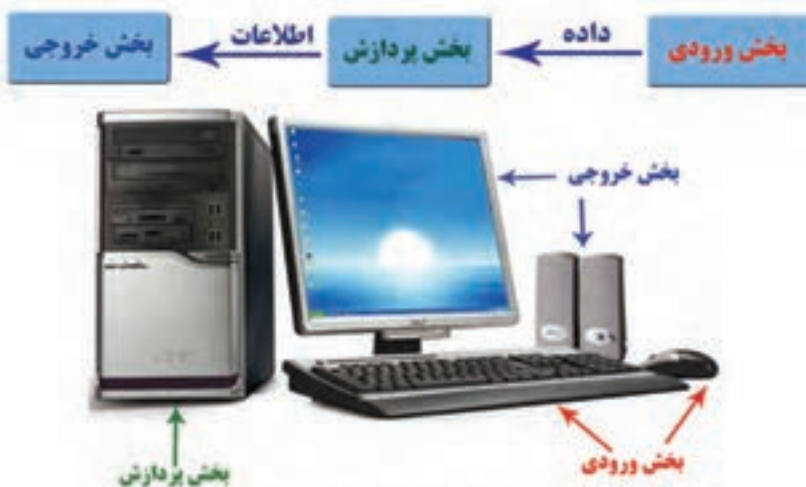 بخش ورودی
داده
بخش پردازش
اطلاعات
بخش خروجی
بخش خروجی
بخش ورودی
بخش پردازش